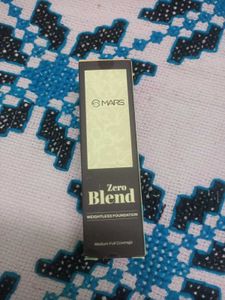 MARS
Zero
Blend
WEIGHTLESS FOUNDATION
Medium-Full Coverage